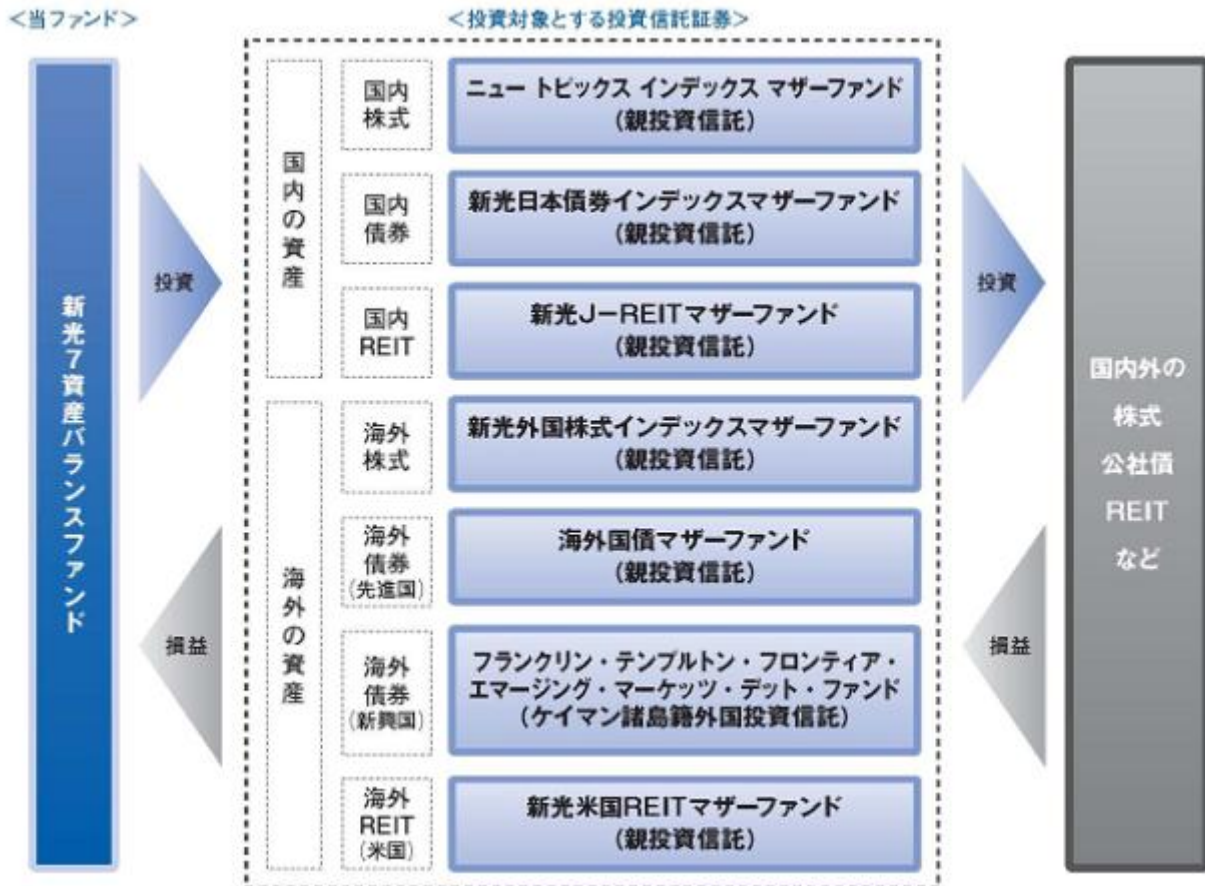 <当ファンド>
<投資対象とする投資信託証券>
新光7資産バランスファンド
投資
損益
国内の資産
国内
株式
ニュー トピックス インデックス マザーファンド
(親投資信託)
国内
債券
新光日本債券インデックスマザーファンド
(親投資信託)
国内
REIT
新光J−REITマザーファンド
(親投資信託)
海外の資産
海外
株式
新光外国株式インデックスマザーファンド
(親投資信託)
海外
債券
(先進国)
海外国債マザーファンド
(親投資信託)
海外
債券
(新興国)
フランクリン・テンプルトン・フロンティア・
エマージング・マーケッツ・デット・ファンド
(ケイマン諸島籍外国投資信託)
海外
REIT
(米国)
新光米国REITマザーファンド
(親投資信託)
投資
損益
国内外の
株式
公社債
REIT
など